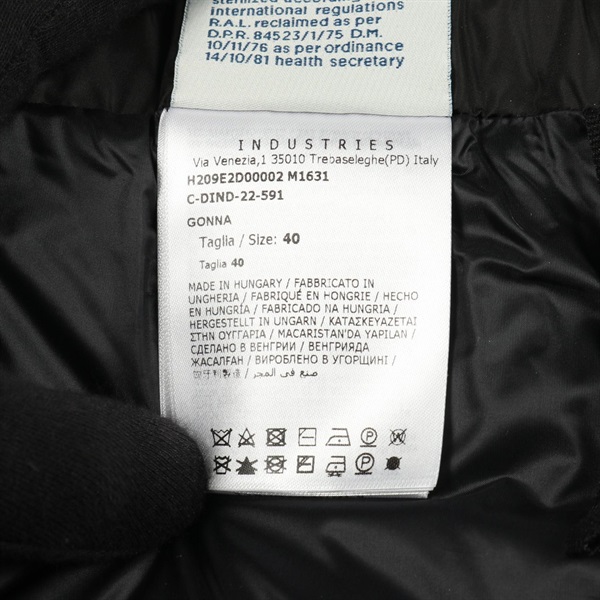 international regulations
R.A.L. reclaimed as per
D.P.R. 84523/1/75 D.M.
10/11/76 as per ordinance
14/10/81 health secretary
INDUSTRIES
Via Venezia,1 35010 Trebaseleghe(PD) Italy
H209E2D00002 M1631
C-DIND-22-591
GONNA
Taglia / Size: 40
Taglia 40
MADE IN HUNGARY / FABBRICATO IN
UNGHERIA / FABRIQUÉ EN HONGRIE / HECHO
EN HUNGRÍA / FABRICADO NA HUNGRIA /
HERGESTELLT IN UNGARN / ΚΑΤΑΣΚΕΥΑΖΕΤΑΙ
ΣΤΗΝ ΟΥΓΓΑΡΙΑ / MACARISTAN'DA YAPILAN /
СДЕЛАНО В ВЕНГРИИ / ВЕНГРИЯДА
ЖАСАЛҒАН / ВИРОБЛЕНО В УГОРЩИНІ /
صنع في المجر